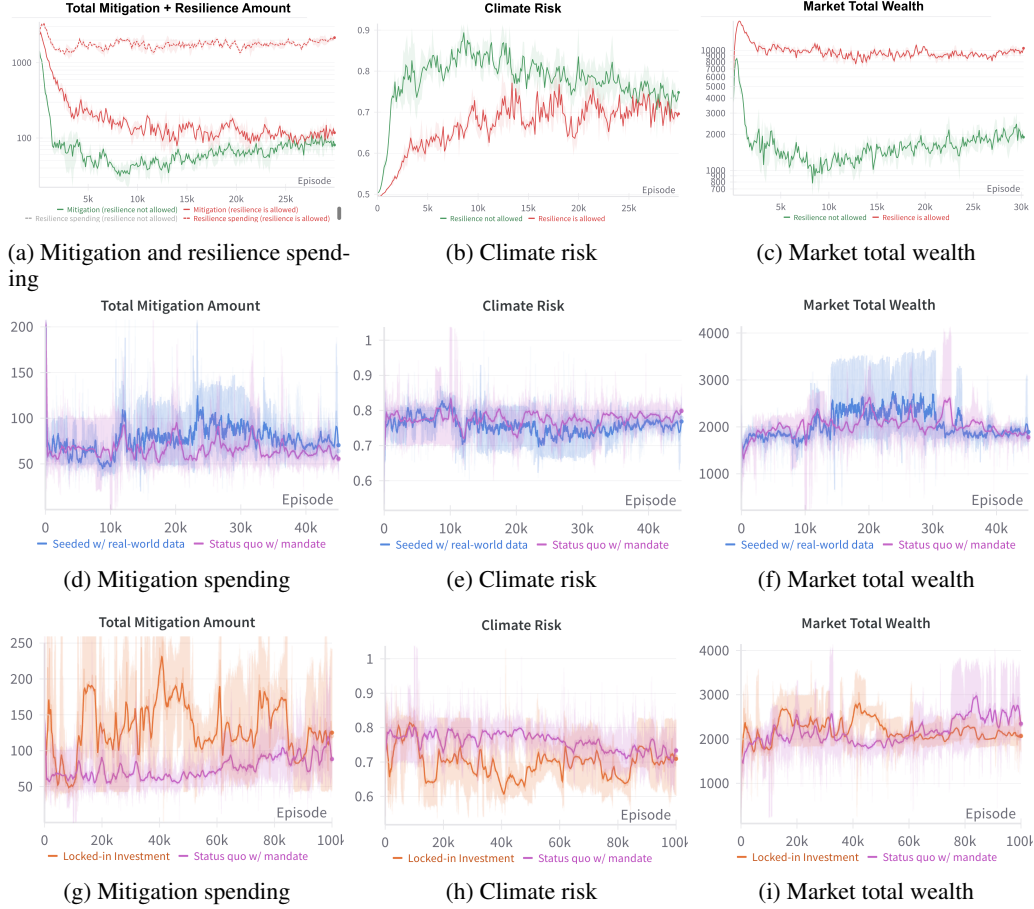 Total Mitigation + Resilience Amount
1000
100
Episode
5k 10k 15k 20k 25k
Mitigation (resilience not allowed) Mitigation (resilience is allowed)
Resilience spending (resilience not allowed) Resilience spending (resilience is allowed)
(a) Mitigation and resilience spend-
ing
Climate Risk
0.9
0.8
0.7
0.6
0.5
Episode
0 5k 10k 15k 20k 25k
Resilience not allowed Resilience is allowed
(b) Climate risk
Market Total Wealth
10000
9000
8000
7000
6000
5000
4000
3000
2000
1000
900
800
700
Episode
5k 10k 15k 20k 25k 30k
Resilience not allowed Resilience is allowed
(c) Market total wealth
Total Mitigation Amount
200
150
100
50
Episode
0 10k 20k 30k 40k
Seeded w/ real-world data Status quo w/ mandate
(d) Mitigation spending
Climate Risk
1
0.9
0.8
0.7
0.6
Episode
0 10k 20k 30k 40k
Seeded w/ real-world data Status quo w/ mandate
(e) Climate risk
Market Total Wealth
4000
3000
2000
1000
Episode
0 10k 20k 30k 40k
Seeded w/ real-world data Status quo w/ mandate
(f) Market total wealth
Total Mitigation Amount
250
200
150
100
50
Episode
0 20k 40k 60k 80k 100k
Locked-in Investment Status quo w/ mandate
(g) Mitigation spending
Climate Risk
1
0.9
0.8
0.7
0.6
Episode
0 20k 40k 60k 80k 100k
Locked-in Investment Status quo w/ mandate
(h) Climate risk
Market Total Wealth
4000
3000
2000
1000
Episode
0 20k 40k 60k 80k 100k
Locked-in Investment Status quo w/ mandate
(i) Market total wealth